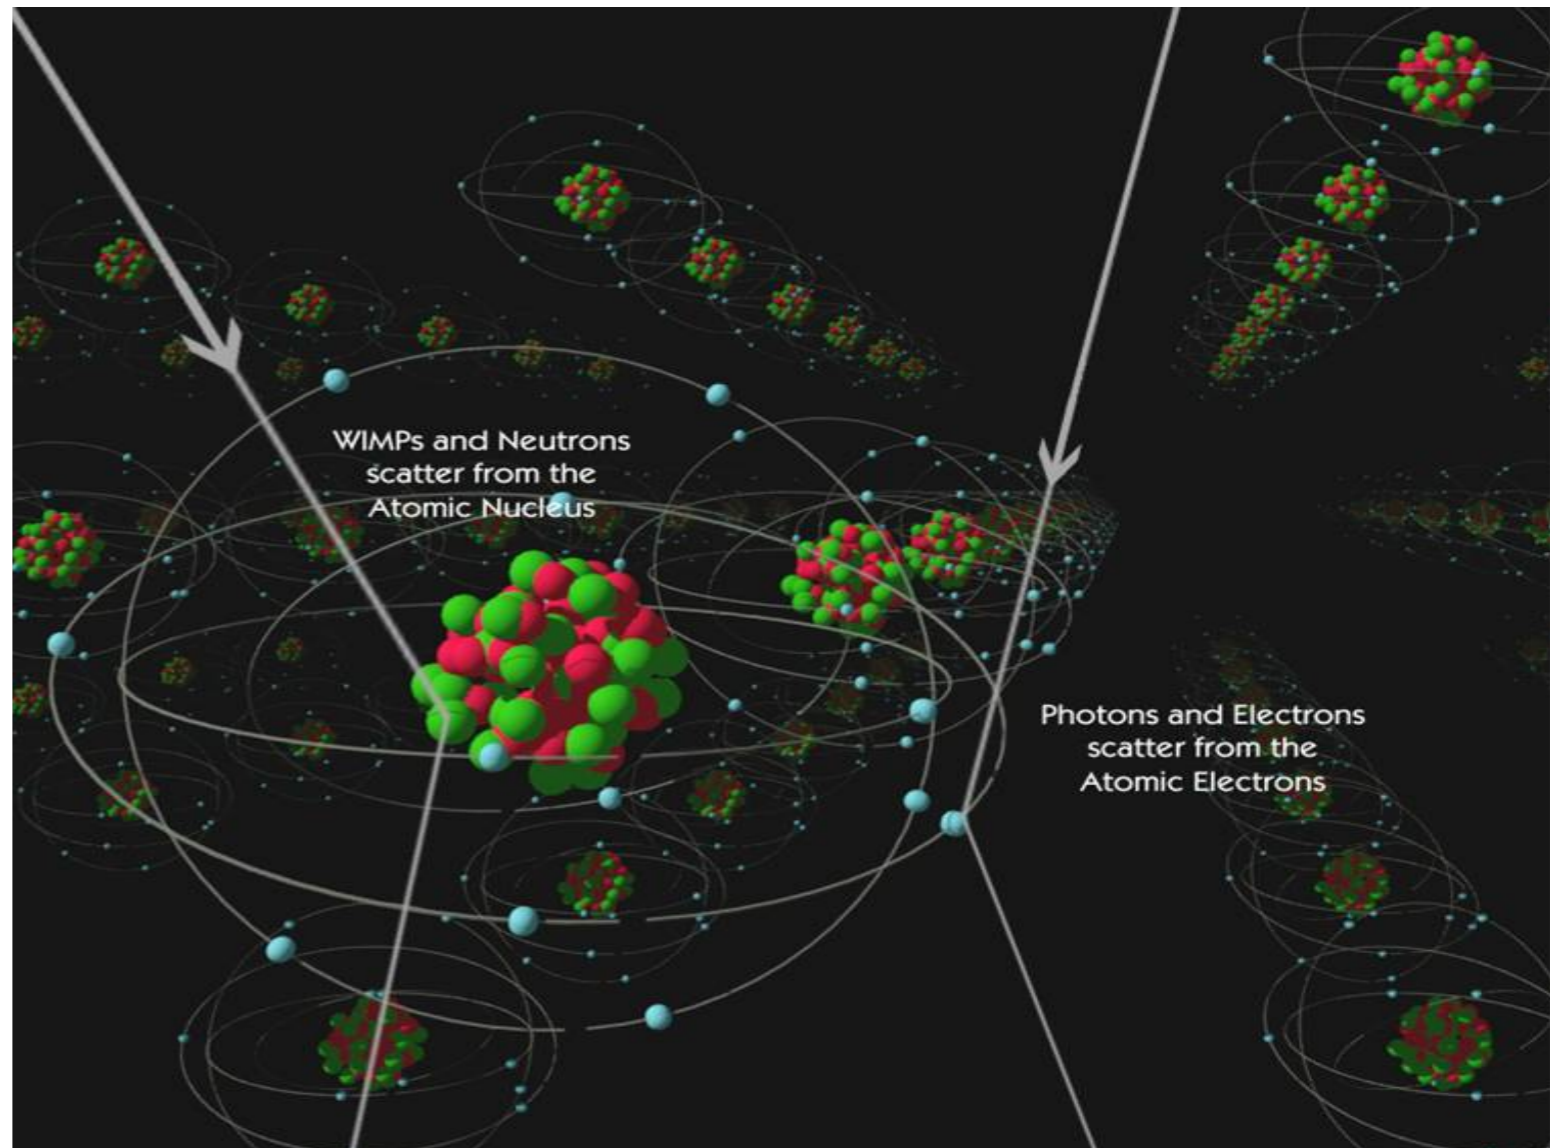 WIMPs and Neutrons
scatter from the
Atomic Nucleus
Photons and Electrons
scatter from the
Atomic Electrons